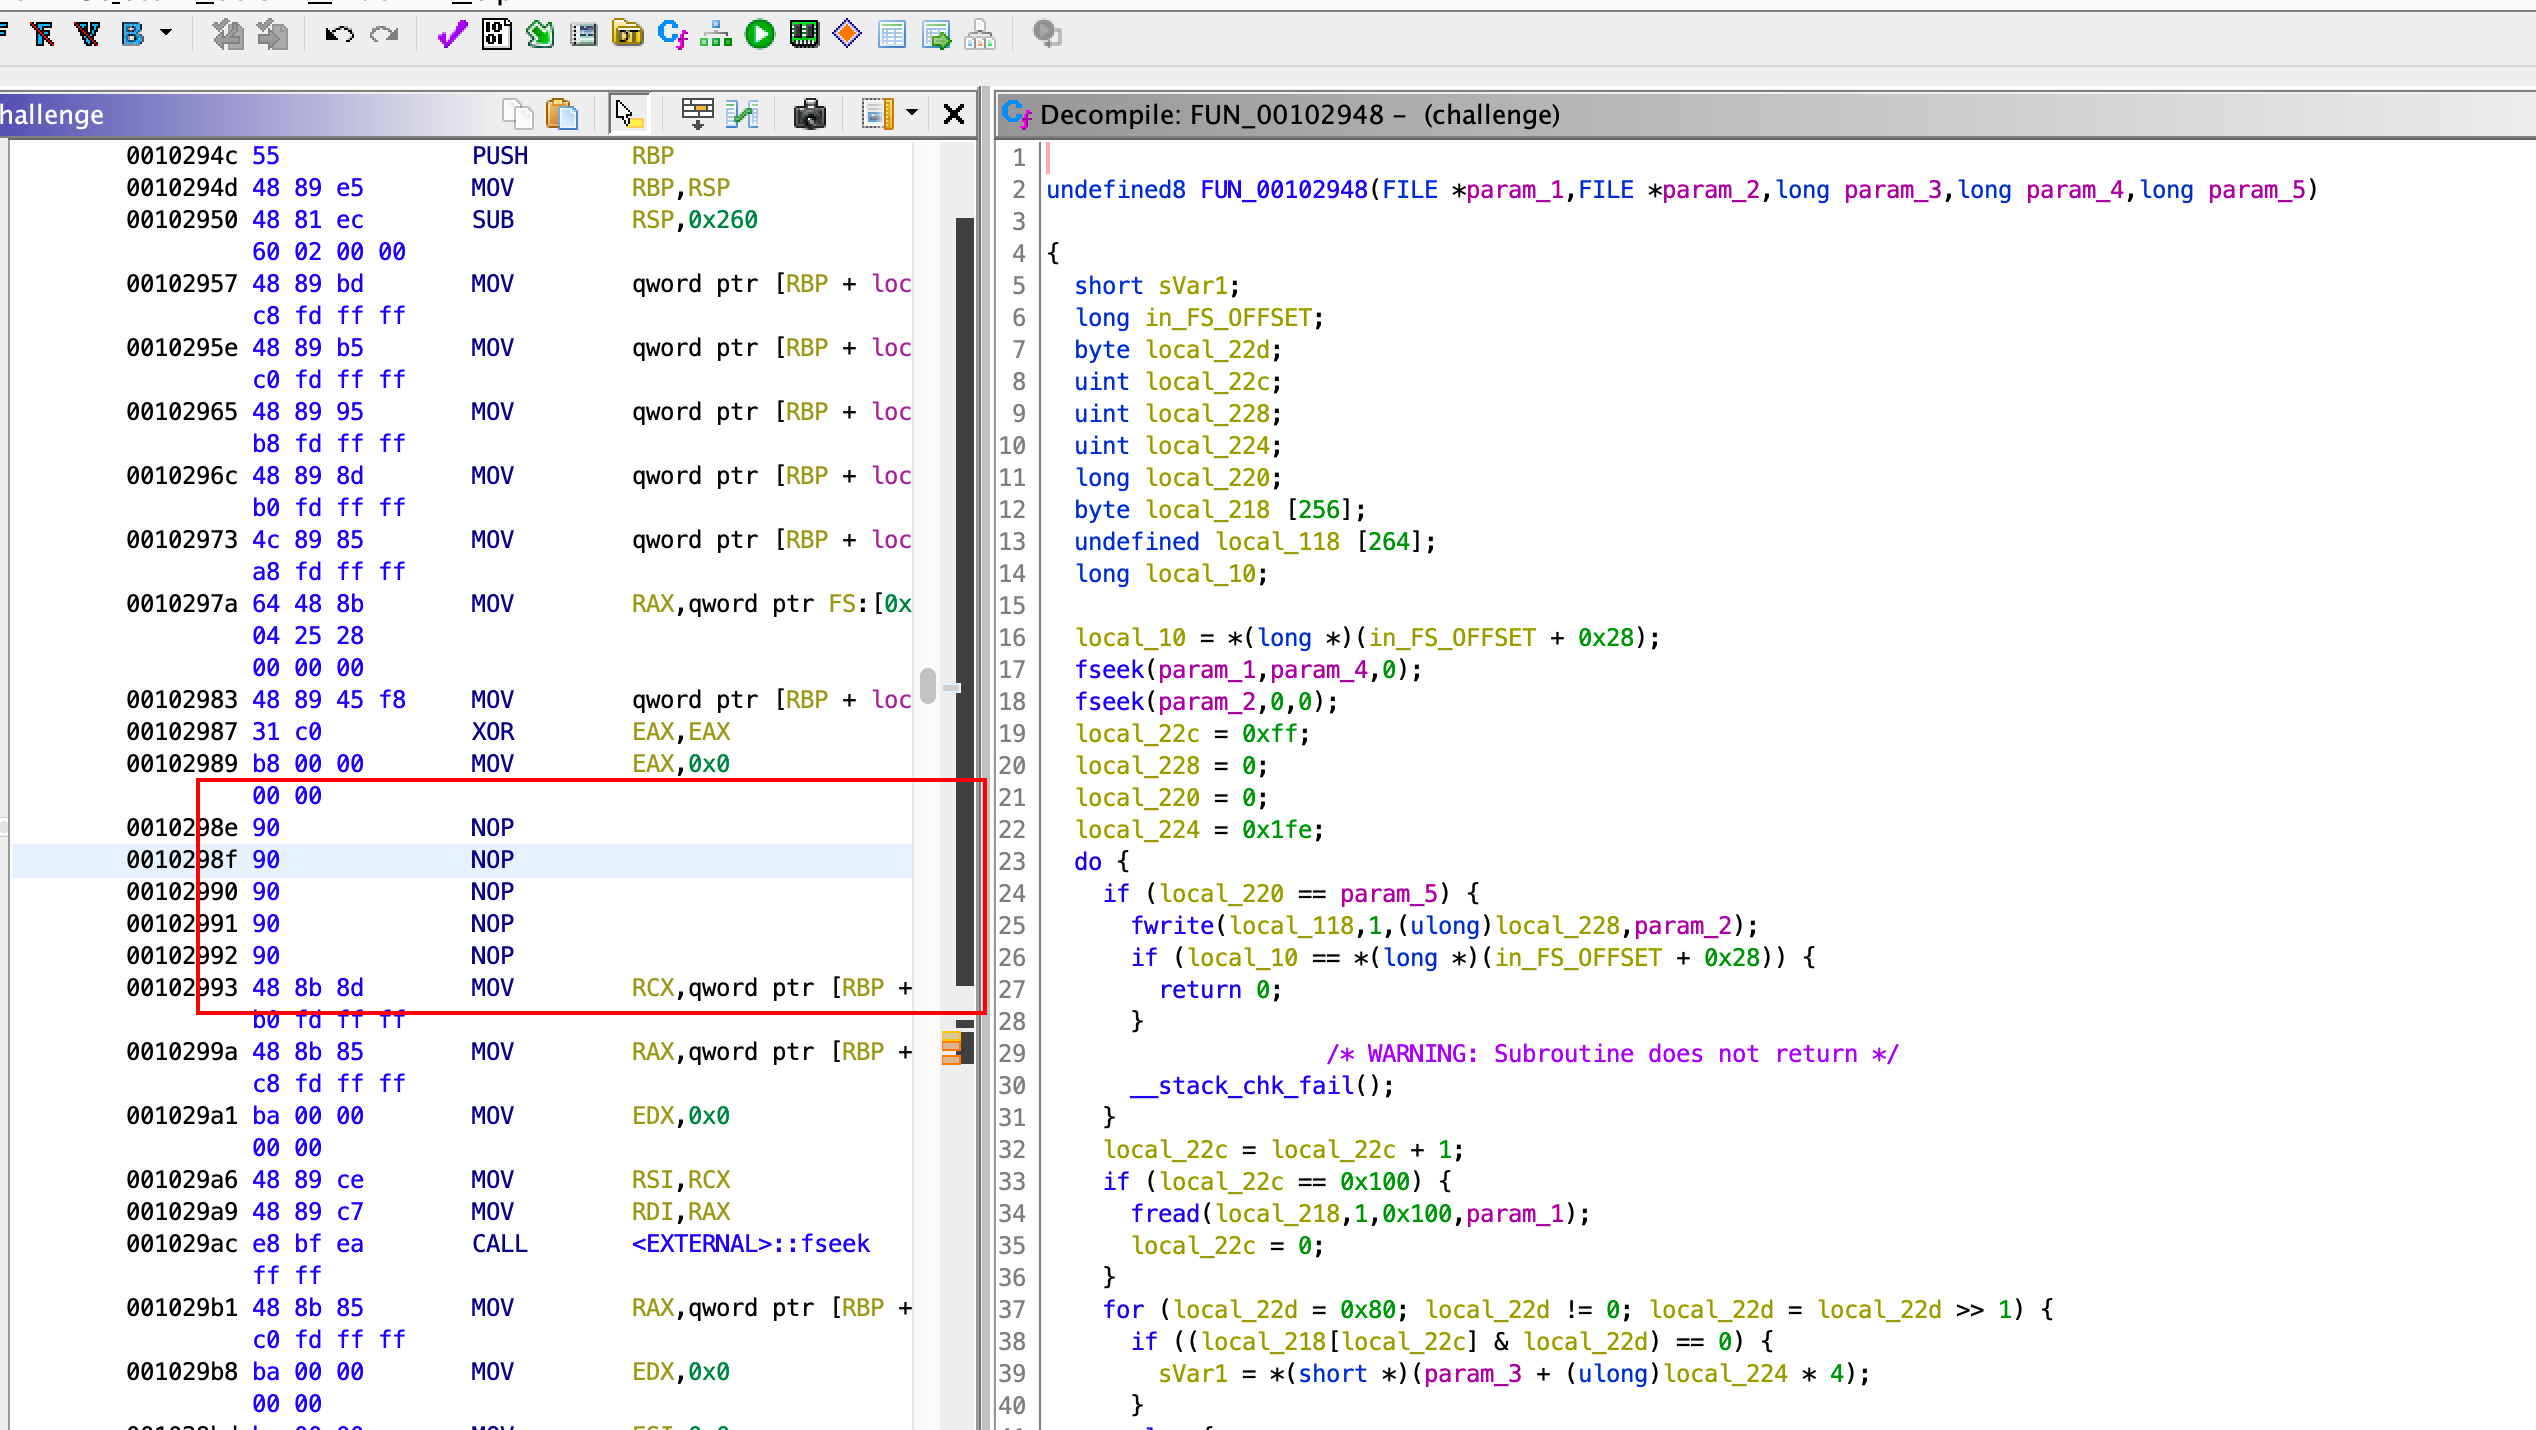 hallenge
0010294c 55 PUSH RBP
0010294d 48 89 e5 MOV RBP,RSP
00102950 48 81 ec SUB RSP,0x260
60 02 00 00
00102957 48 89 bd MOV qword ptr [RBP + loc
c8 fd ff ff
0010295e 48 89 b5 MOV qword ptr [RBP + loc
c0 fd ff ff
00102965 48 89 95 MOV qword ptr [RBP + loc
b8 fd ff ff
0010296c 48 89 8d MOV qword ptr [RBP + loc
b0 fd ff ff
00102973 4c 89 85 MOV qword ptr [RBP + loc
a8 fd ff ff
0010297a 64 48 8b MOV RAX,qword ptr FS:[0x
04 25 28
00 00 00
00102983 48 89 45 f8 MOV qword ptr [RBP + loc
00102987 31 c0 XOR EAX,EAX
00102989 b8 00 00 MOV EAX,0x0
00 00
0010298e 90 NOP
0010298f 90 NOP
00102990 90 NOP
00102991 90 NOP
00102992 90 NOP
00102993 48 8b 8d MOV RCX,qword ptr [RBP +
b0 fd ff ff
0010299a 48 8b 85 MOV RAX,qword ptr [RBP +
c8 fd ff ff
001029a1 ba 00 00 MOV EDX,0x0
00 00
001029a6 48 89 ce MOV RSI,RCX
001029a9 48 89 c7 MOV RDI,RAX
001029ac e8 bf ea CALL <EXTERNAL>::fseek
ff ff
001029b1 48 8b 85 MOV RAX,qword ptr [RBP +
c0 fd ff ff
001029b8 ba 00 00 MOV EDX,0x0
00 00
Decompile: FUN_00102948 - (challenge)
1
2 undefined8 FUN_00102948(FILE *param_1,FILE *param_2,long param_3,long param_4,long param_5)
3
4 {
5 short sVar1;
6 long in_FS_OFFSET;
7 byte local_22d;
8 uint local_22c;
9 uint local_228;
10 uint local_224;
11 long local_220;
12 byte local_218 [256];
13 undefined local_118 [264];
14 long local_10;
15
16 local_10 = *(long *)(in_FS_OFFSET + 0x28);
17 fseek(param_1,param_4,0);
18 fseek(param_2,0,0);
19 local_22c = 0xff;
20 local_228 = 0;
21 local_220 = 0;
22 local_224 = 0x1fe;
23 do {
24 if (local_220 == param_5) {
25 fwrite(local_118,1,(ulong)local_228,param_2);
26 if (local_10 == *(long *)(in_FS_OFFSET + 0x28)) {
27 return 0;
28 }
29 /* WARNING: Subroutine does not return */
30 __stack_chk_fail();
31 }
32 local_22c = local_22c + 1;
33 if (local_22c == 0x100) {
34 fread(local_218,1,0x100,param_1);
35 local_22c = 0;
36 }
37 for (local_22d = 0x80; local_22d != 0; local_22d = local_22d >> 1) {
38 if ((local_218[local_22c] & local_22d) == 0) {
39 sVar1 = *(short *)(param_3 + (ulong)local_224 * 4);
40 }